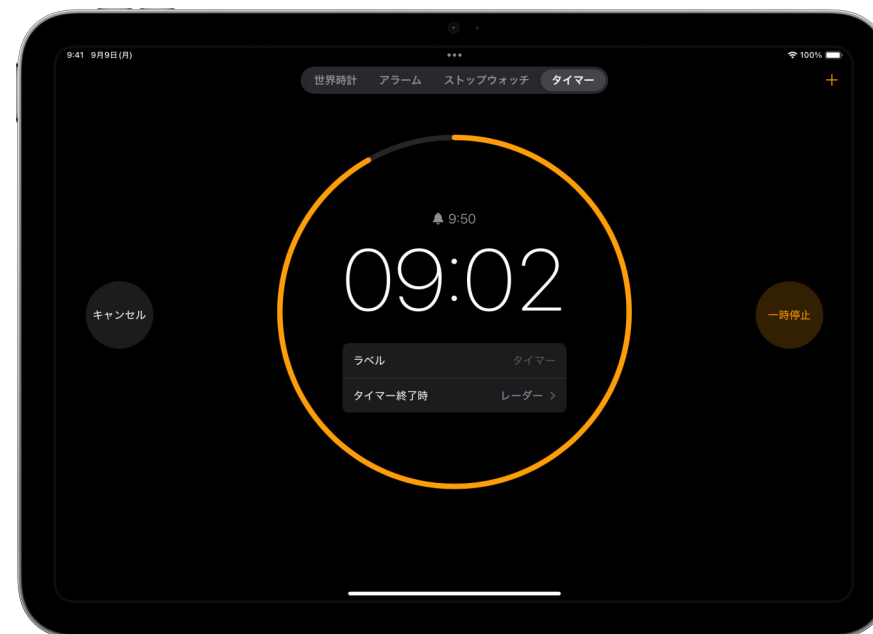 9:41 9月9日(月)
100%
世界時計 アラーム ストップウォッチ タイマー
9:50
09:02
キャンセル
一時停止
ラベル タイマー
タイマー終了時 レーダー